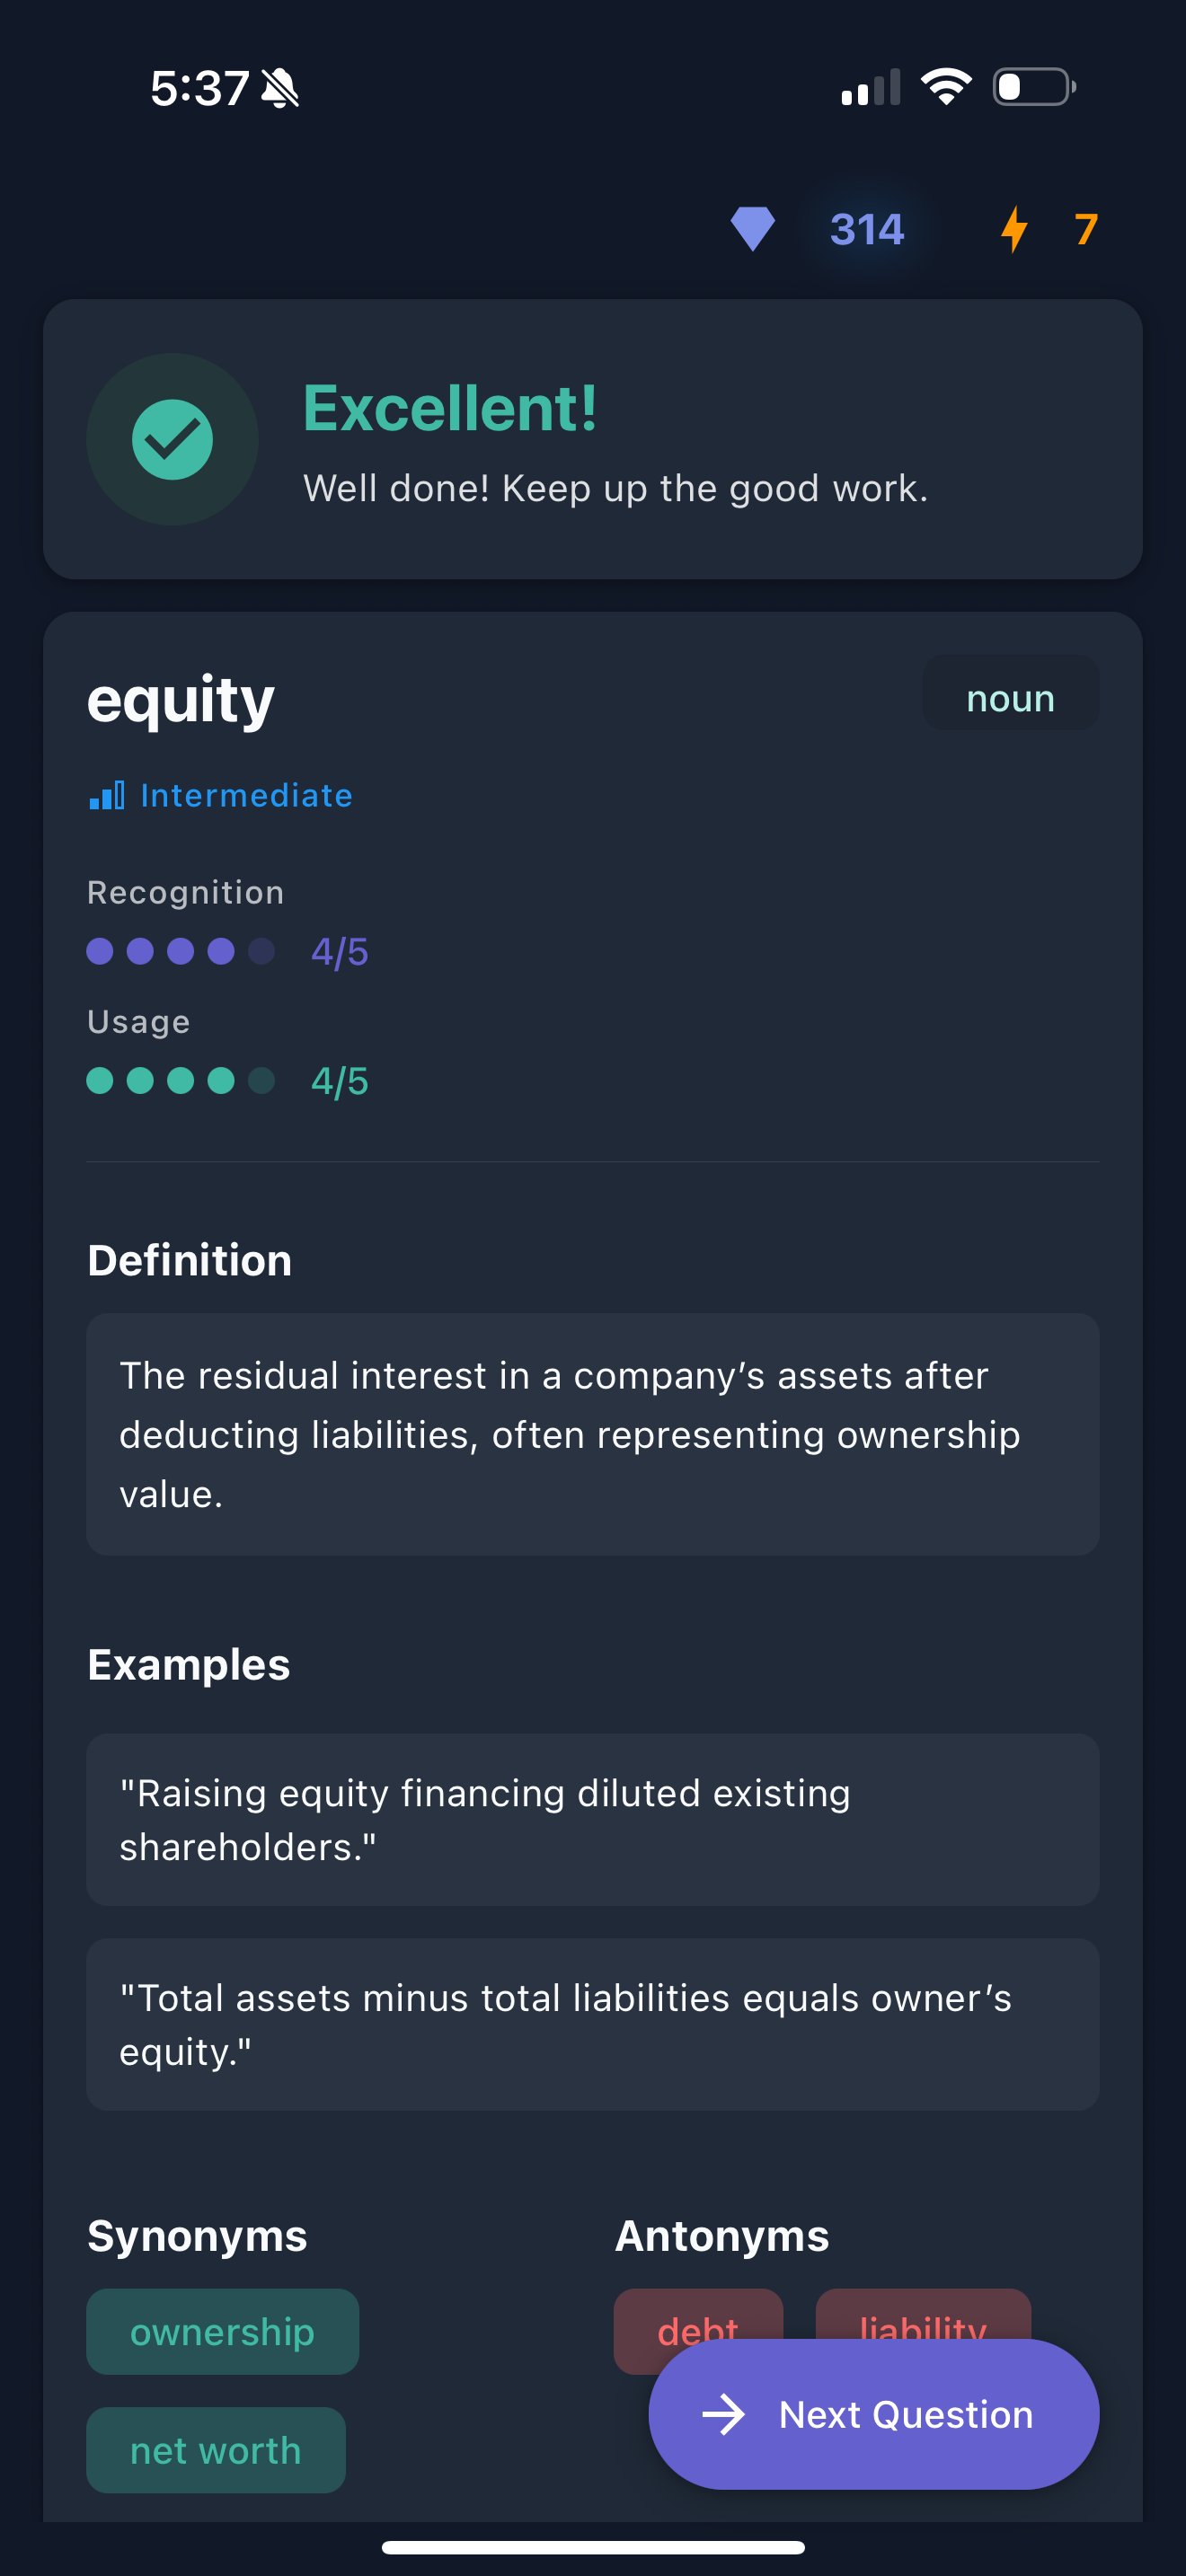 5:37
314 7
Excellent!
Well done! Keep up the good work.
equity
noun
Intermediate
Recognition
4/5
Usage
4/5
Definition
The residual interest in a company’s assets after
deducting liabilities, often representing ownership
value.
Examples
"Raising equity financing diluted existing
shareholders."
"Total assets minus total liabilities equals owner’s
equity."
Synonyms
ownership
net worth
Antonyms
debt liability
Next Question